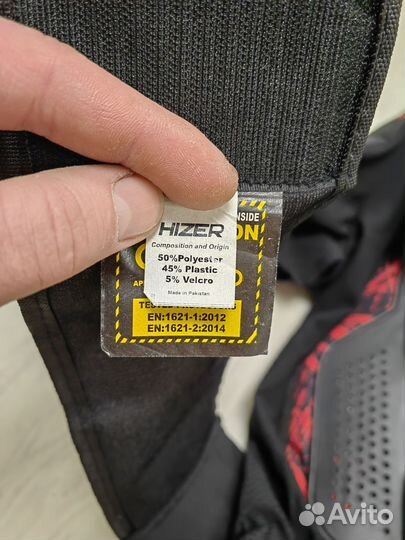 INSIDE
HIZER
Composition and Origin
50%Polyester
45% Plastic
5% Velcro
Made in Pakistan
EN:1621-1:2012
EN:1621-2:2014
Avito